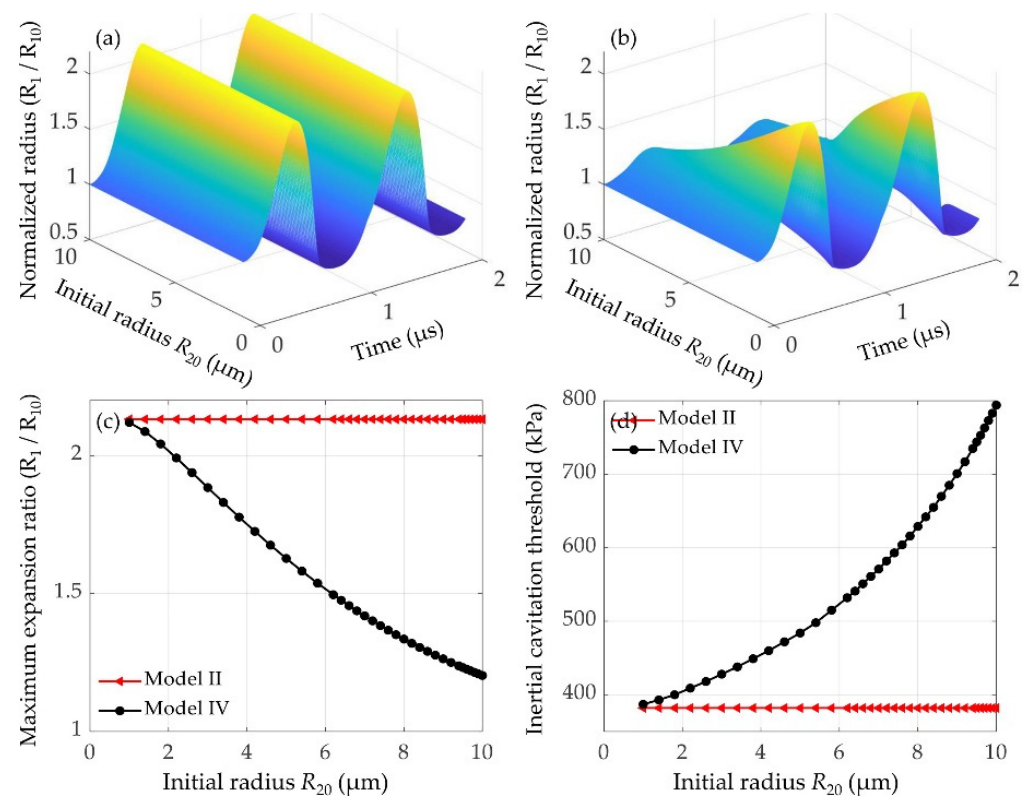 (a)
Normalized radius (R1 / R10)
2
1.5
1
0.5
10
5
0
Initial radius R20 (μm)
0
1
2
Time (μs)
(b)
Normalized radius (R1 / R10)
2
1.5
1
0.5
10
5
0
Initial radius R20 (μm)
0
1
2
Time (μs)
(c)
Maximum expansion ratio (R1 / R10)
2
1.5
1
Model II
Model IV
0 2 4 6 8 10
Initial radius R20 (μm)
(d)
Inertial cavitation threshold (kPa)
800
700
600
500
400
Model II
Model IV
0 2 4 6 8 10
Initial radius R20 (μm)